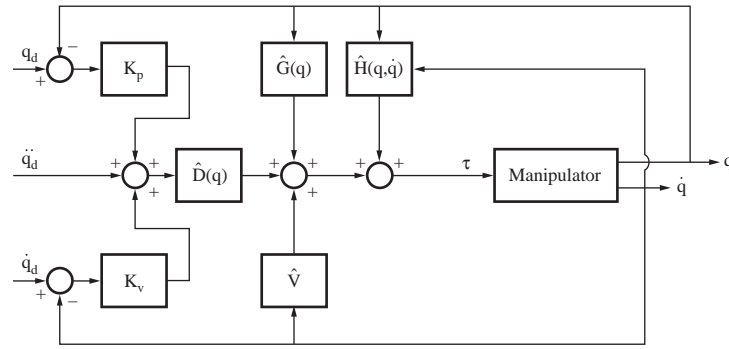 −
q_d
+
K_p
Ĝ(q)
Ĥ(q,q̇)
q̈_d
+ +
+ +
D̂(q)
+ +
+
+ +
τ
Manipulator
q
q̇
q̇_d
+
−
K_v
V̂